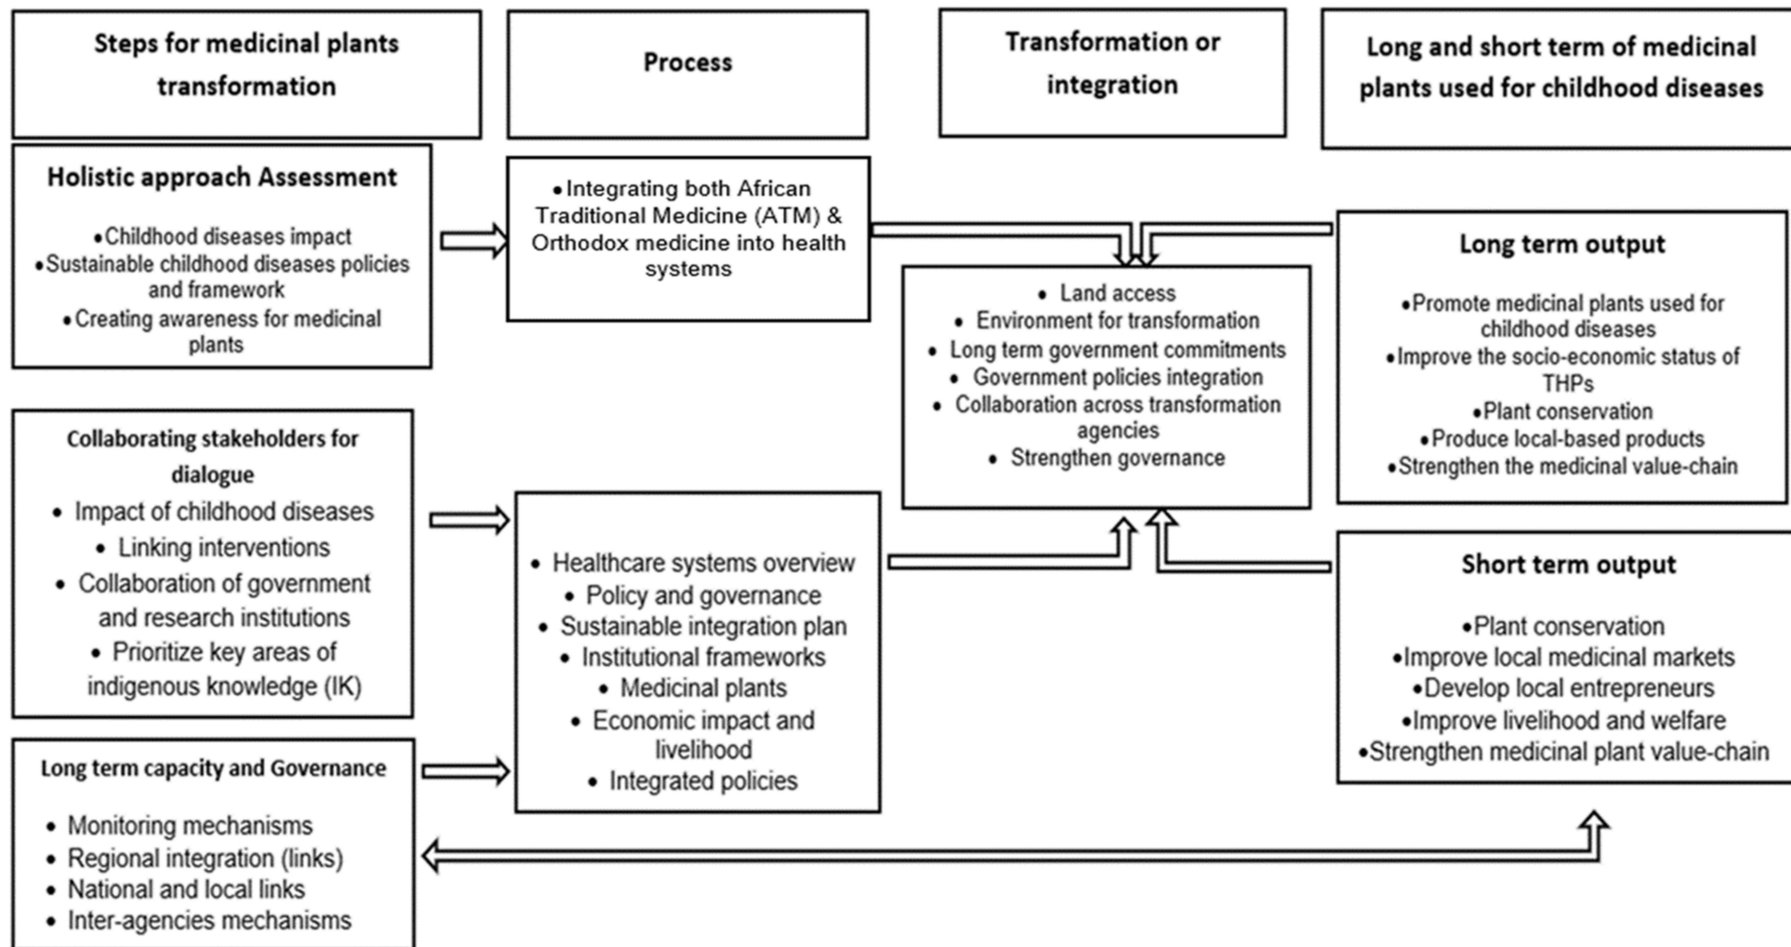 Steps for medicinal plants
transformation
Process
Transformation or
integration
Long and short term of medicinal
plants used for childhood diseases
Holistic approach Assessment
•Childhood diseases impact
•Sustainable childhood diseases policies
and framework
•Creating awareness for medicinal
plants
•Integrating both African
Traditional Medicine (ATM) &
Orthodox medicine into health
systems
• Land access
• Environment for transformation
• Long term government commitments
• Government policies integration
• Collaboration across transformation
agencies
• Strengthen governance
Long term output
•Promote medicinal plants used for
childhood diseases
•Improve the socio-economic status of
THPs
•Plant conservation
•Produce local-based products
•Strengthen the medicinal value-chain
Collaborating stakeholders for
dialogue
• Impact of childhood diseases
• Linking interventions
• Collaboration of government
and research institutions
• Prioritize key areas of
indigenous knowledge (IK)
• Healthcare systems overview
• Policy and governance
• Sustainable integration plan
• Institutional frameworks
• Medicinal plants
• Economic impact and
livelihood
• Integrated policies
Short term output
•Plant conservation
•Improve local medicinal markets
•Develop local entrepreneurs
•Improve livelihood and welfare
•Strengthen medicinal plant value-chain
Long term capacity and Governance
• Monitoring mechanisms
• Regional integration (links)
• National and local links
• Inter-agencies mechanisms